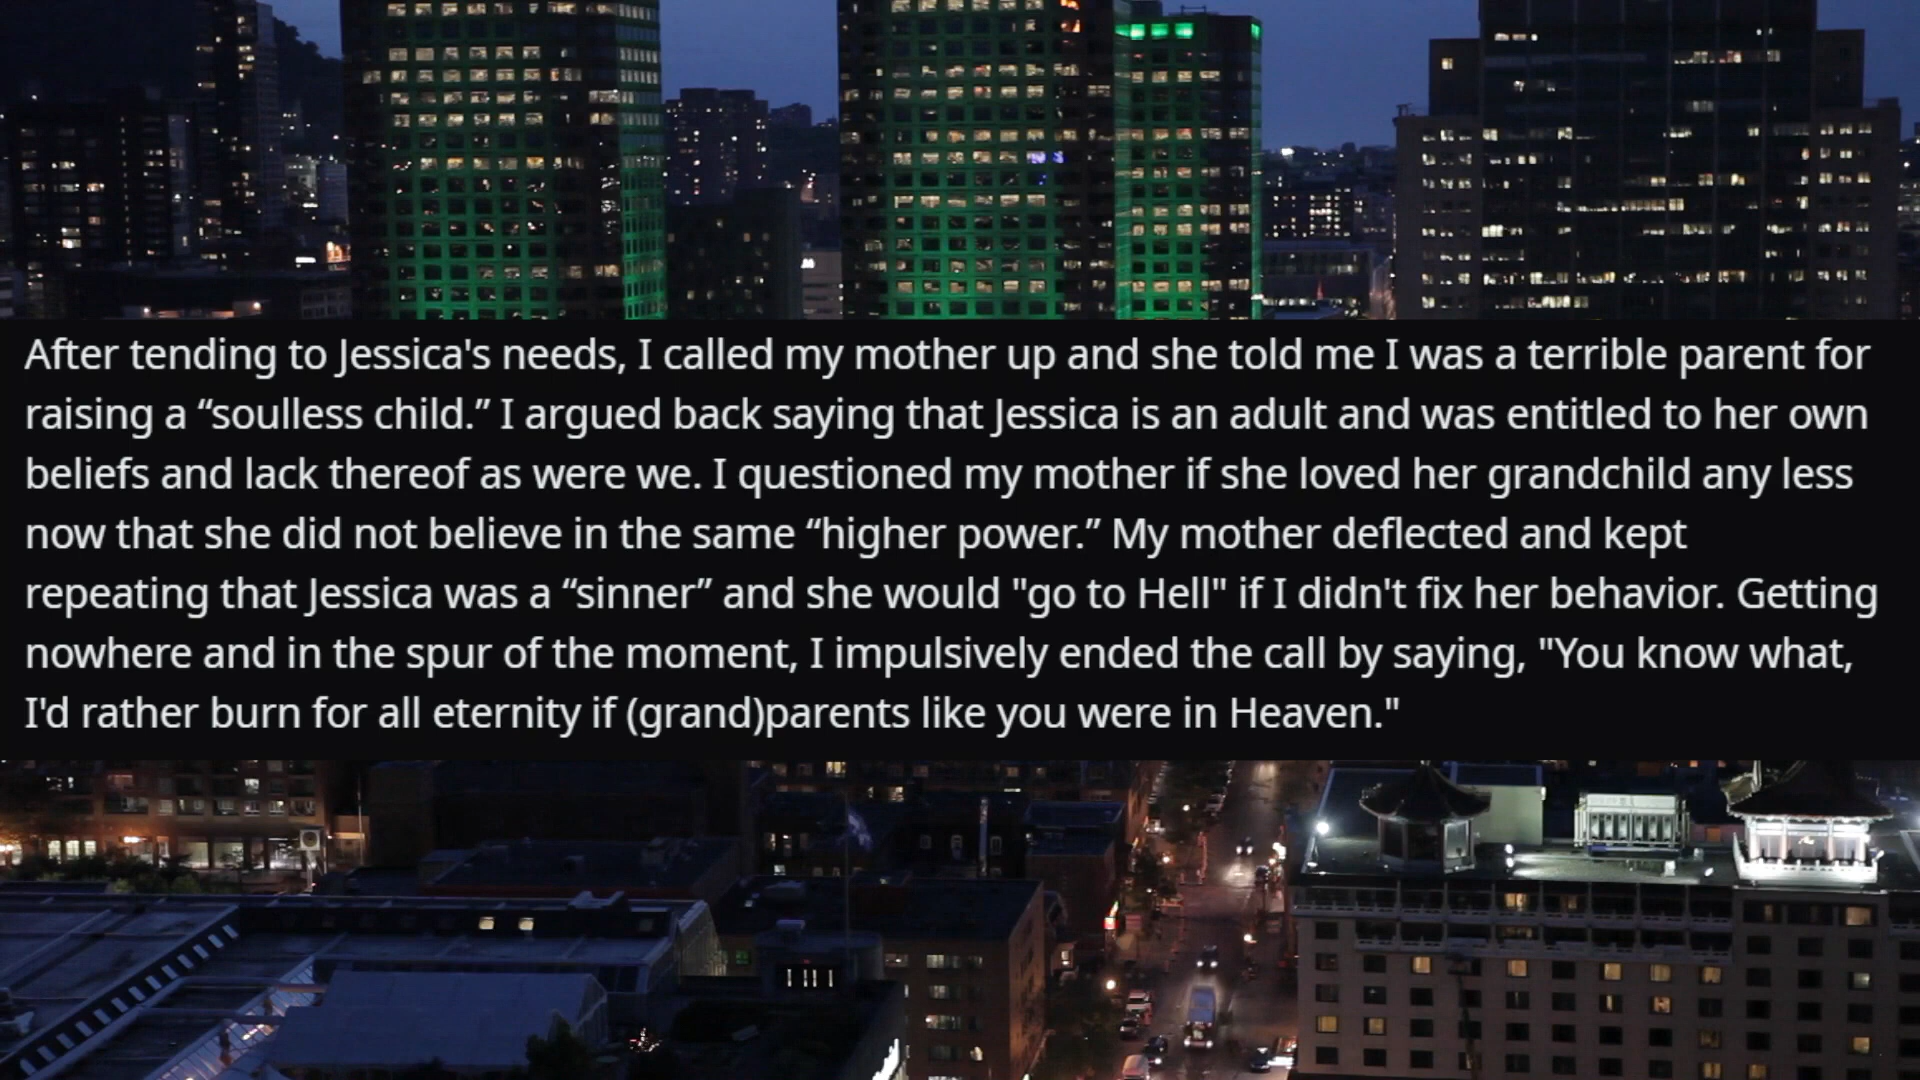 After tending to Jessica's needs, I called my mother up and she told me I was a terrible parent for
raising a “soulless child.” I argued back saying that Jessica is an adult and was entitled to her own
beliefs and lack thereof as were we. I questioned my mother if she loved her grandchild any less
now that she did not believe in the same “higher power.” My mother deflected and kept
repeating that Jessica was a “sinner” and she would "go to Hell" if I didn't fix her behavior. Getting
nowhere and in the spur of the moment, I impulsively ended the call by saying, "You know what,
I'd rather burn for all eternity if (grand)parents like you were in Heaven."